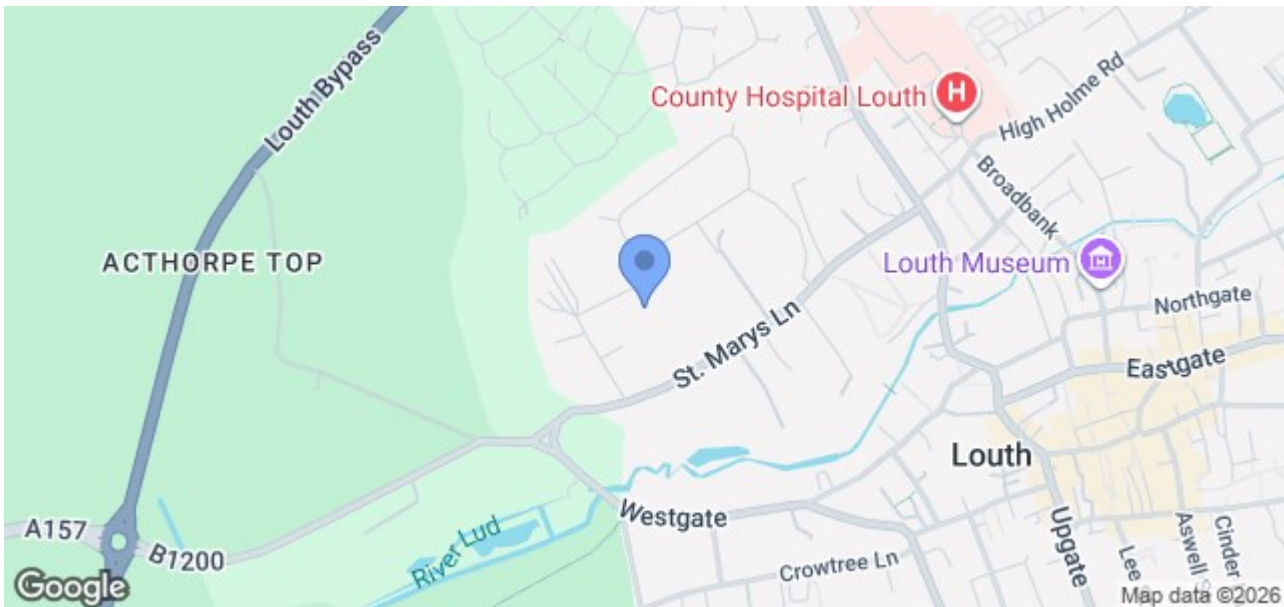 Louth Bypass
County Hospital Louth
H
High Holme Rd
Broadbank
ACTHORPE TOP
Louth Museum
Northgate
St. Marys Ln
Eastgate
Louth
Westgate
A157
B1200
River Lud
Upgate
Crowtree Ln
Lee
Aswell S
Cinder
Google
Map data ©2026